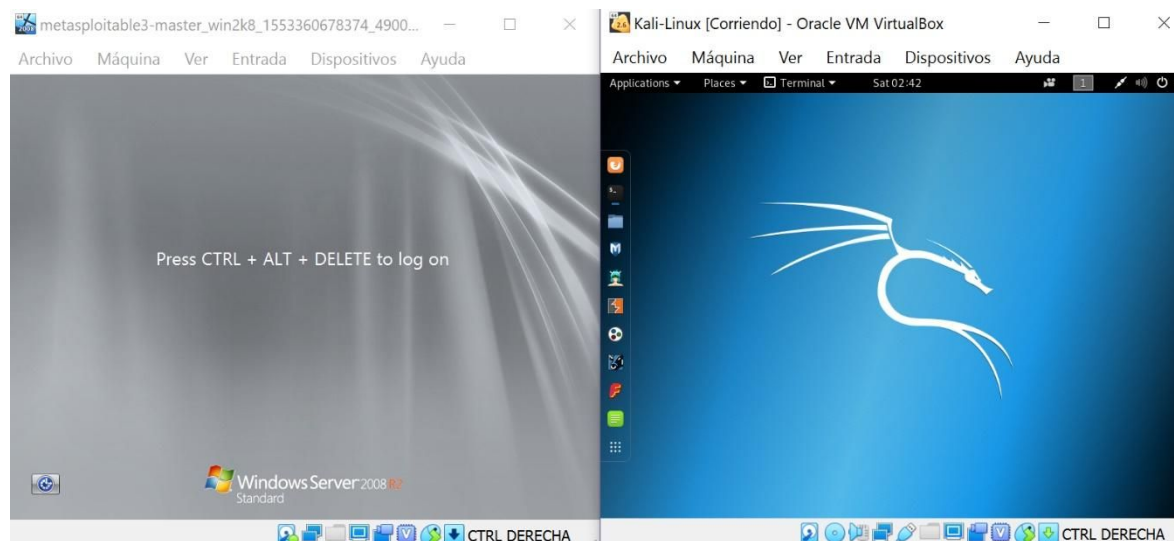 metasploitable3-master_win2k8_1553360678374_4900...
Archivo Máquina Ver Entrada Dispositivos Ayuda
Press CTRL + ALT + DELETE to log on
Windows Server 2008 R2
Standard
CTRL DERECHA
Kali-Linux [Corriendo] - Oracle VM VirtualBox
Archivo Máquina Ver Entrada Dispositivos Ayuda
Applications Places Terminal Sat 02:42 1
CTRL DERECHA